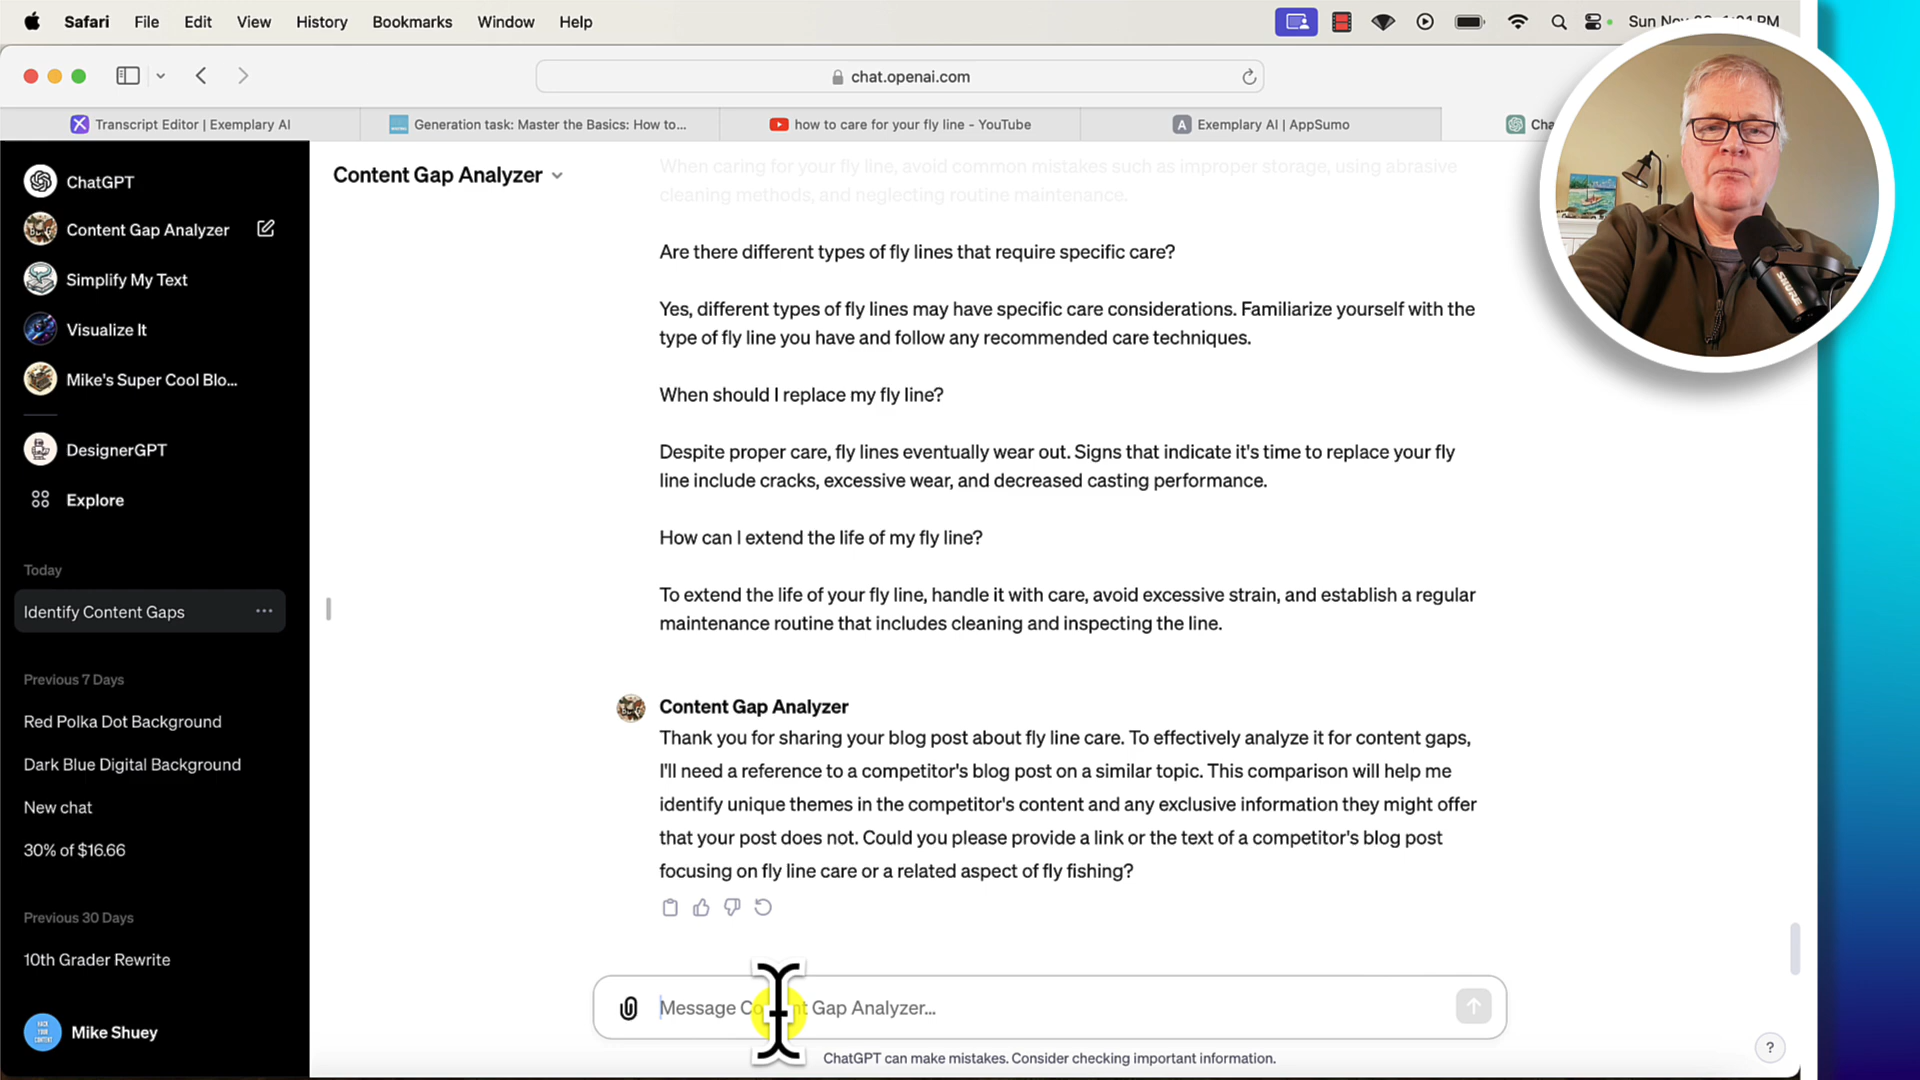 Safari File Edit View History Bookmarks Window Help
Sun Nov PM
chat.openai.com
Transcript Editor | Exemplary AI
Generation task: Master the Basics: How to...
how to care for your fly line - YouTube
A Exemplary AI | AppSumo
Cha
ChatGPT
Content Gap Analyzer
Simplify My Text
Visualize It
Mike's Super Cool Blo...
DesignerGPT
Explore
Today
Identify Content Gaps
Previous 7 Days
Red Polka Dot Background
Dark Blue Digital Background
New chat
30% of $16.66
Previous 30 Days
10th Grader Rewrite
Mike Shuey
Content Gap Analyzer
When caring for your fly line, avoid common mistakes such as improper storage, using abrasive
cleaning methods, and neglecting routine maintenance.
Are there different types of fly lines that require specific care?
Yes, different types of fly lines may have specific care considerations. Familiarize yourself with the
type of fly line you have and follow any recommended care techniques.
When should I replace my fly line?
Despite proper care, fly lines eventually wear out. Signs that indicate it's time to replace your fly
line include cracks, excessive wear, and decreased casting performance.
How can I extend the life of my fly line?
To extend the life of your fly line, handle it with care, avoid excessive strain, and establish a regular
maintenance routine that includes cleaning and inspecting the line.
Content Gap Analyzer
Thank you for sharing your blog post about fly line care. To effectively analyze it for content gaps,
I'll need a reference to a competitor's blog post on a similar topic. This comparison will help me
identify unique themes in the competitor's content and any exclusive information they might offer
that your post does not. Could you please provide a link or the text of a competitor's blog post
focusing on fly line care or a related aspect of fly fishing?
Message Content Gap Analyzer...
ChatGPT can make mistakes. Consider checking important information.
?
SHURE